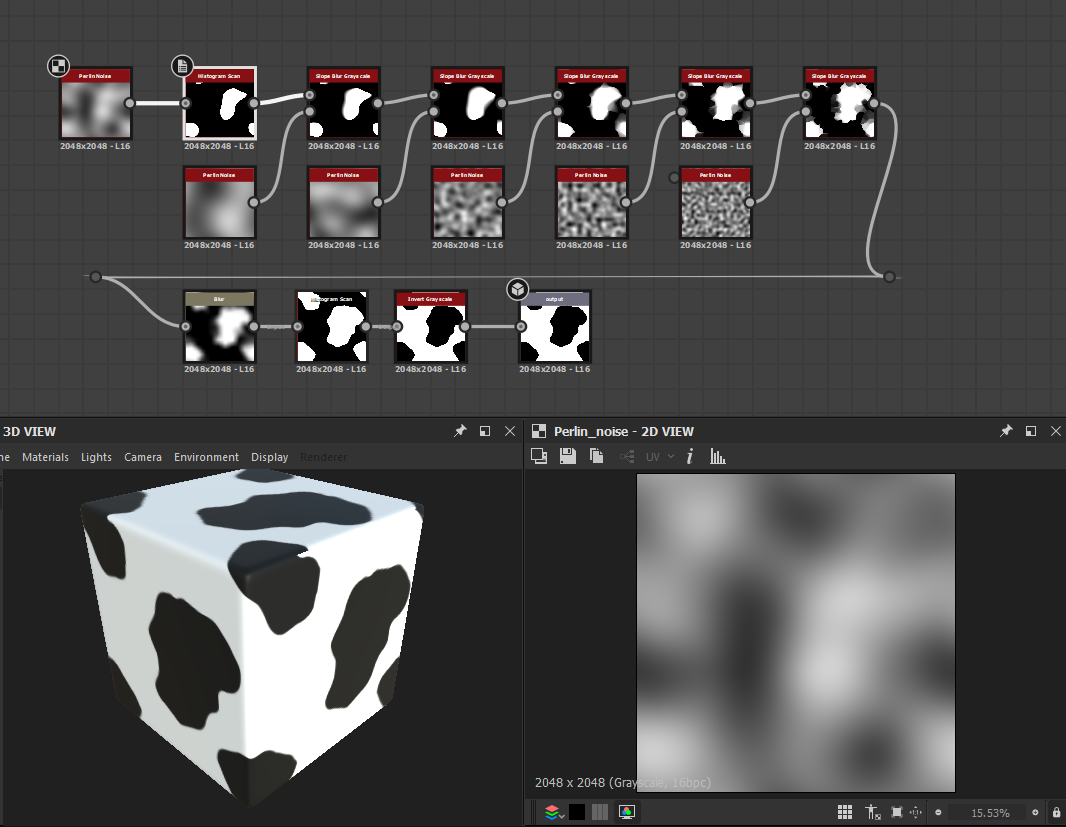 Perlin Noise
Histogram Scan
Slope Blur Grayscale
Slope Blur Grayscale
Slope Blur Grayscale
Slope Blur Grayscale
Slope Blur Grayscale
2048x2048 - L16
2048x2048 - L16
2048x2048 - L16
2048x2048 - L16
2048x2048 - L16
2048x2048 - L16
2048x2048 - L16
Perlin Noise
Perlin Noise
Perlin Noise
Perlin Noise
Perlin Noise
2048x2048 - L16
2048x2048 - L16
2048x2048 - L16
2048x2048 - L16
2048x2048 - L16
Blur
Histogram Scan
Invert Grayscale
output
2048x2048 - L16
2048x2048 - L16
2048x2048 - L16
2048x2048 - L16
3D VIEW
ne Materials Lights Camera Environment Display Renderer
Perlin_noise - 2D VIEW
UV
2048 x 2048 (Grayscale, 16bpc)
15.53%